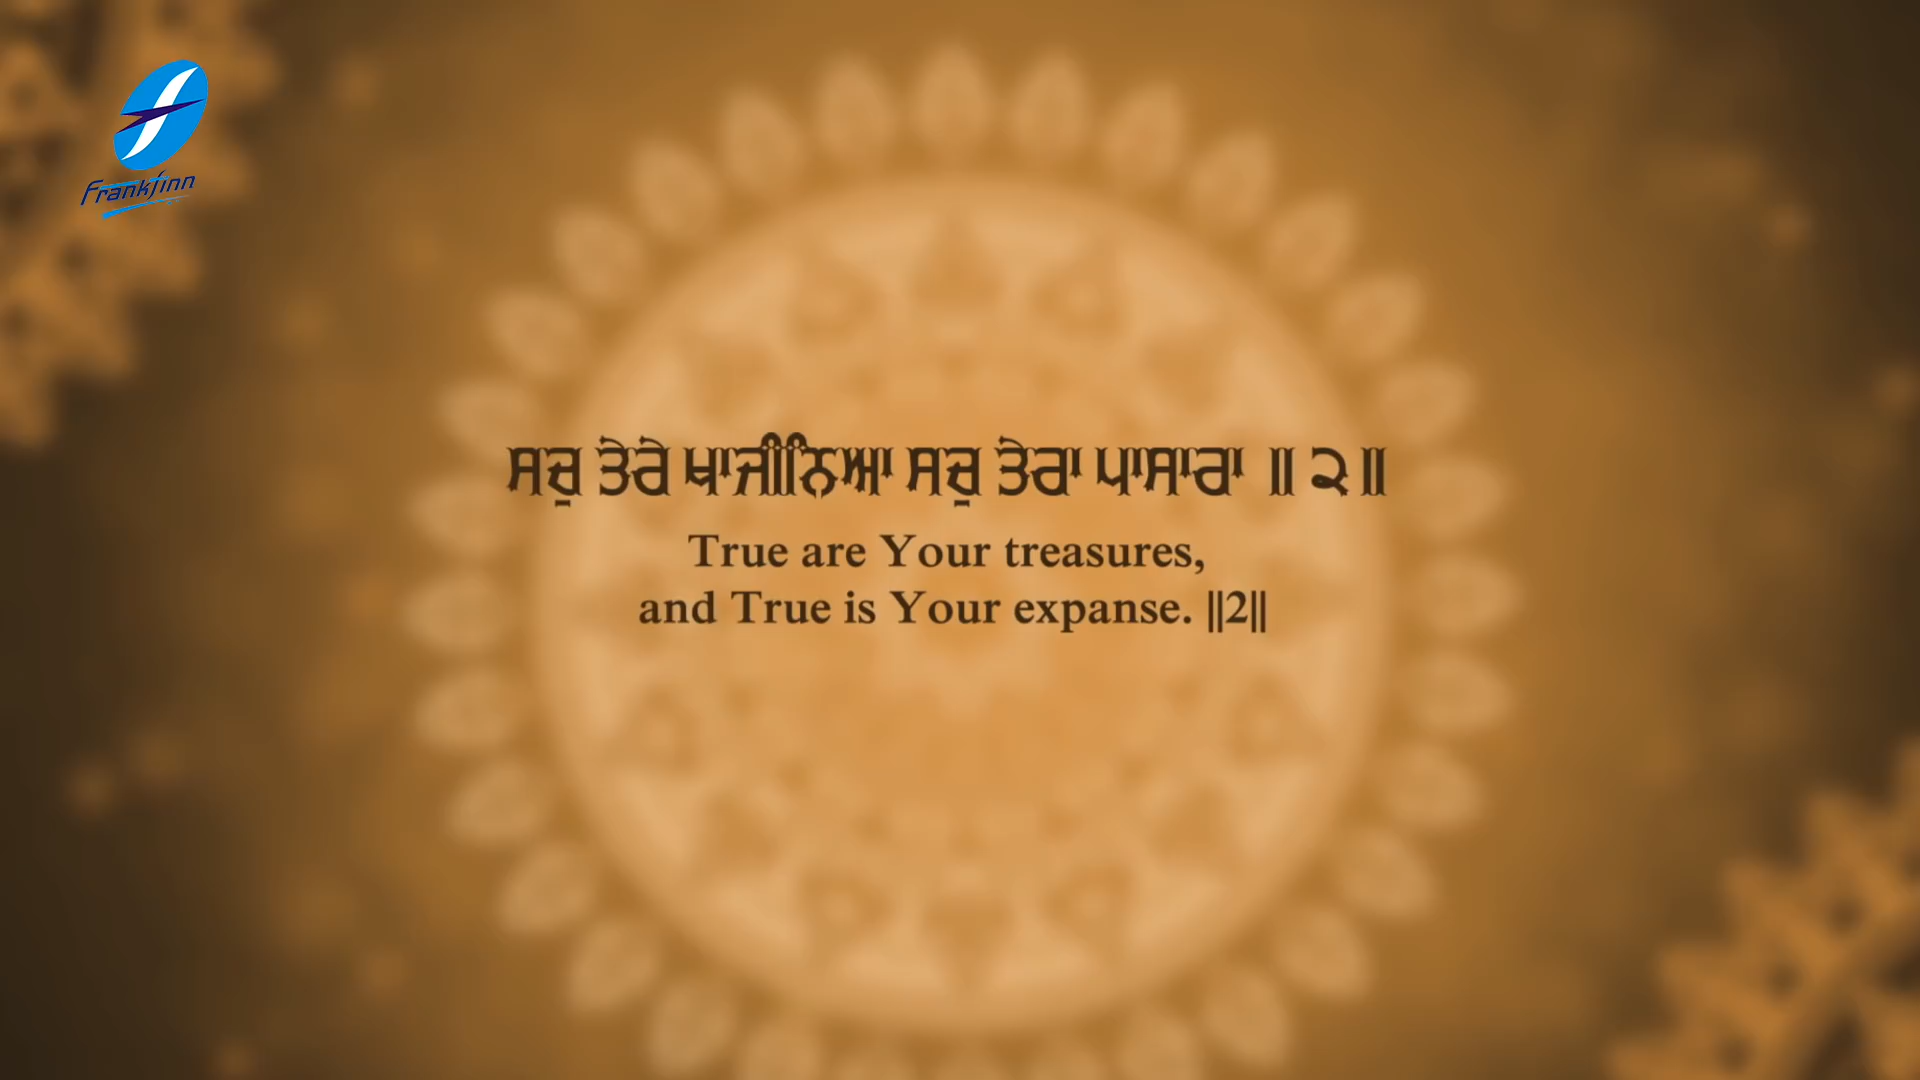 Frankfinn
ਸਚੁ ਤੇਰੇ ਖਾਜੀਨਿਆ ਸਚੁ ਤੇਰਾ ਪਾਸਾਰਾ ॥ ੨ ॥
True are Your treasures,
and True is Your expanse. ||2||